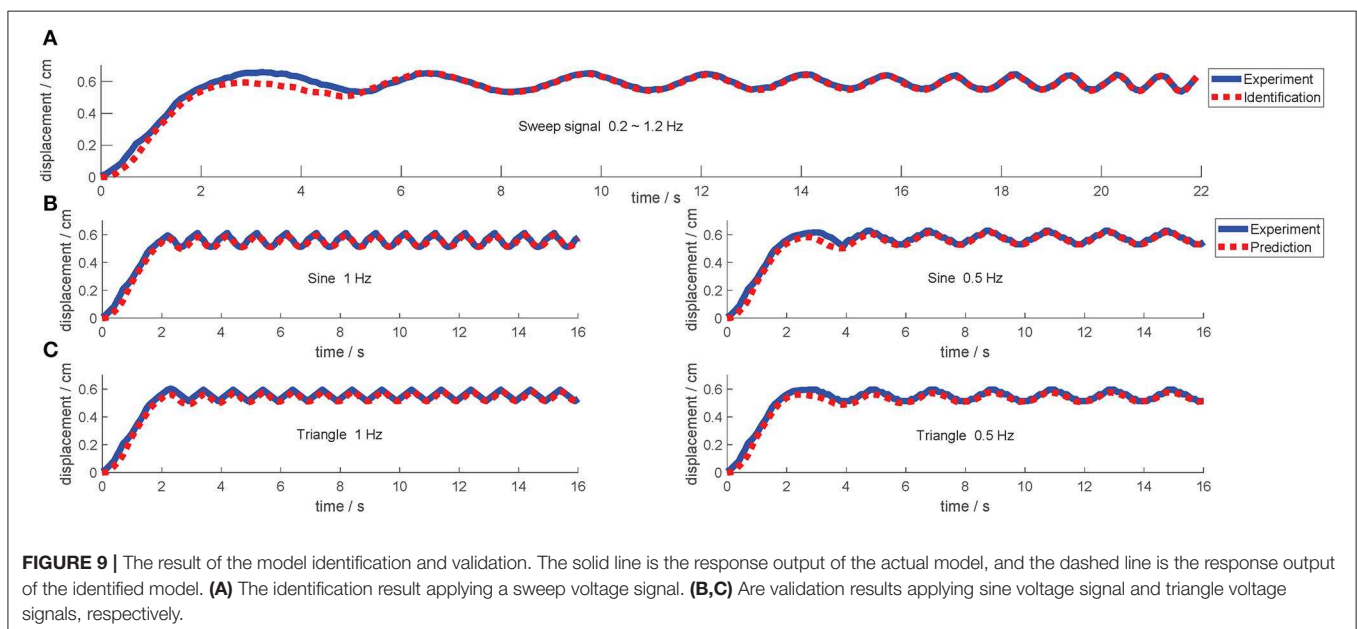 A
displacement / cm
0.6
0.4
0.2
0
Sweep signal 0.2 ~ 1.2 Hz
Experiment
Identification
0 2 4 6 8 10 12 14 16 18 20 22
time / s
B
displacement / cm
0.6
0.4
0.2
0
Sine 1 Hz
0 2 4 6 8 10 12 14 16
time / s
displacement / cm
0.6
0.4
0.2
0
Sine 0.5 Hz
0 2 4 6 8 10 12 14 16
time / s
Experiment
Prediction
C
displacement / cm
0.6
0.4
0.2
0
Triangle 1 Hz
0 2 4 6 8 10 12 14 16
time / s
displacement / cm
0.6
0.4
0.2
0
Triangle 0.5 Hz
0 2 4 6 8 10 12 14 16
time / s
FIGURE 9 | The result of the model identification and validation. The solid line is the response output of the actual model, and the dashed line is the response output
of the identified model. (A) The identification result applying a sweep voltage signal. (B,C) Are validation results applying sine voltage signal and triangle voltage
signals, respectively.